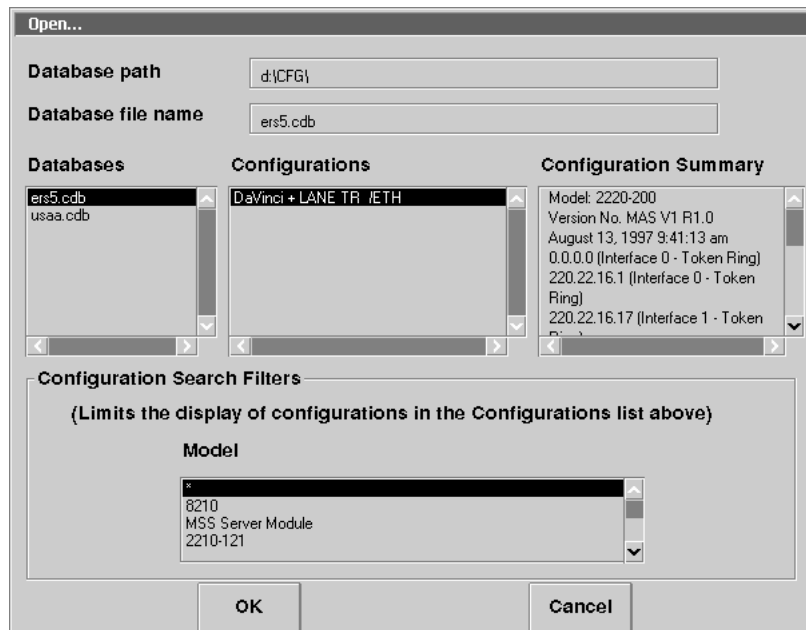 Open...
Database path
d:\CFG\
Database file name
ers5.cdb
Databases
Configurations
Configuration Summary
ers5.cdb
usaa.cdb
DaVinci + LANE TR /ETH
Model: 2220-200
Version No. MAS V1 R1.0
August 13, 1997 9:41:13 am
0.0.0.0 (Interface 0 - Token Ring)
220.22.16.1 (Interface 0 - Token
Ring)
220.22.16.17 (Interface 1 - Token
Configuration Search Filters
(Limits the display of configurations in the Configurations list above)
Model
*
8210
MSS Server Module
2210-121
OK
Cancel